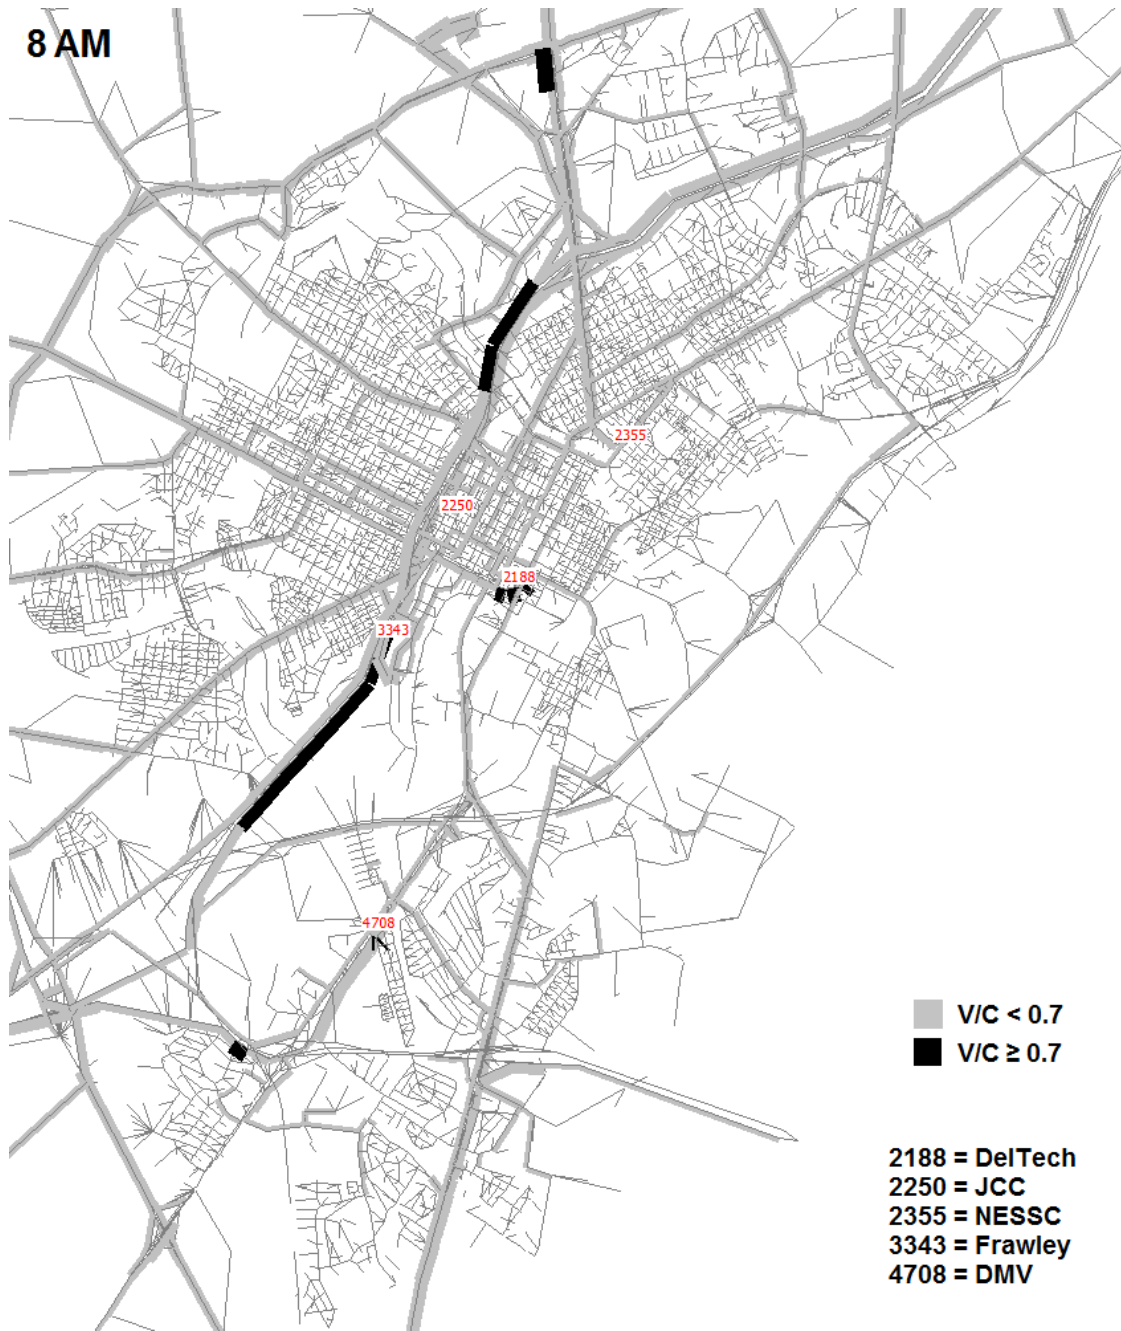 8 AM
2355
2250
2188
3343
4708
V/C < 0.7
V/C ≥ 0.7
2188 = DelTech
2250 = JCC
2355 = NESSC
3343 = Frawley
4708 = DMV